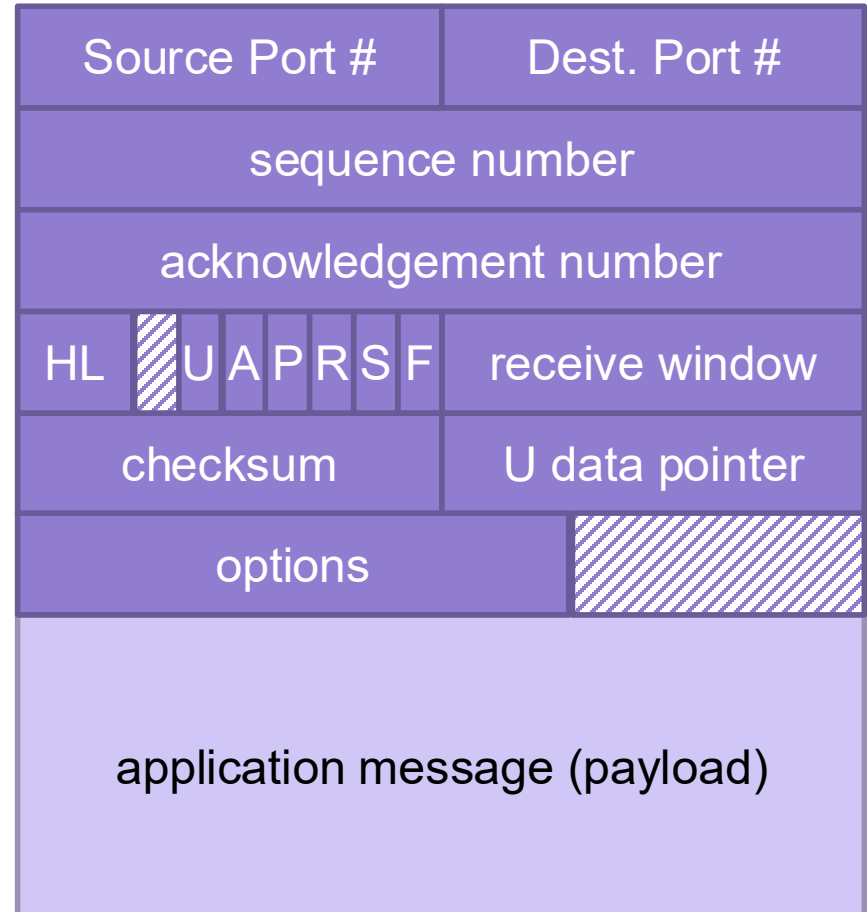 Source Port # Dest. Port #
sequence number
acknowledgement number
HL U A P R S F receive window
checksum U data pointer
options
application message (payload)